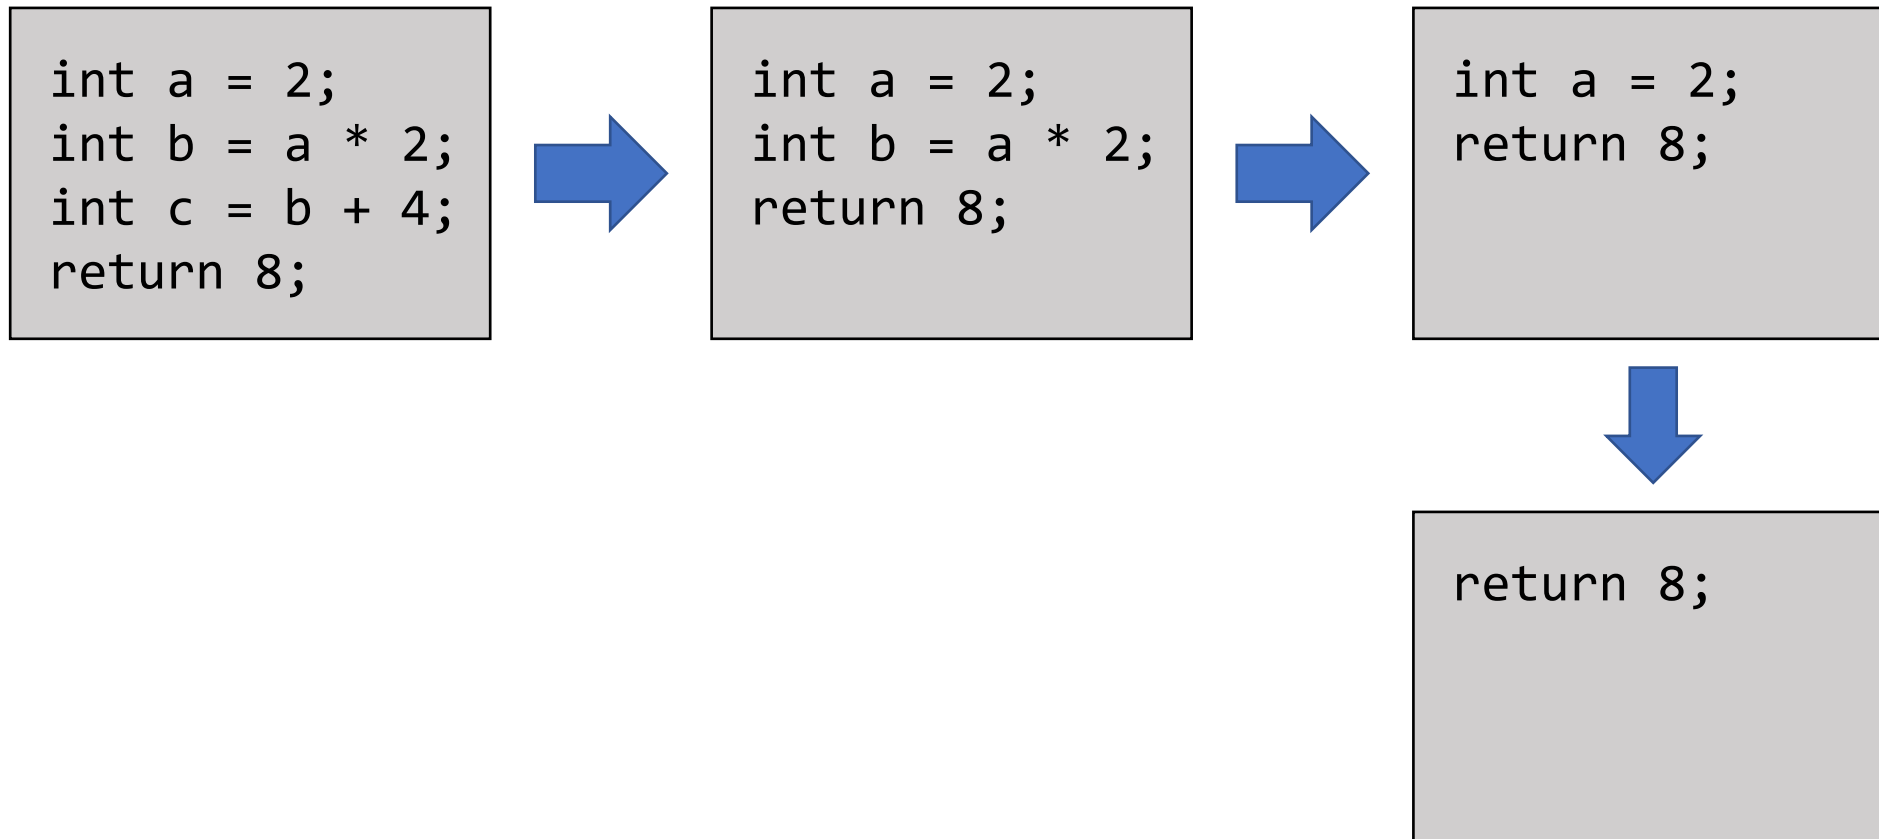 int a = 2;
int b = a * 2;
int c = b + 4;
return 8;
int a = 2;
int b = a * 2;
return 8;
int a = 2;
return 8;
return 8;